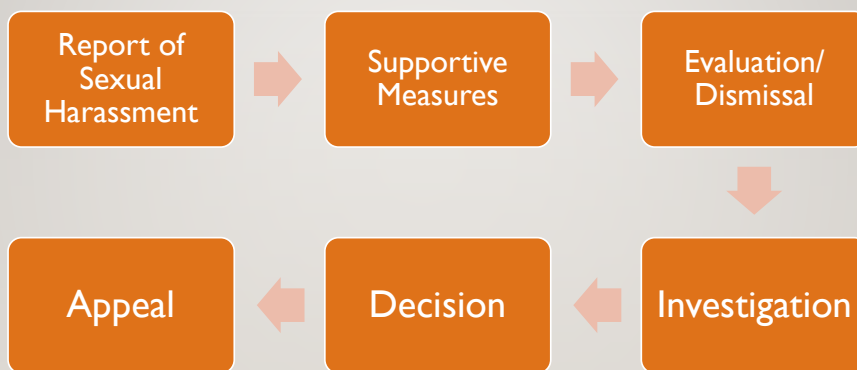 Report of
Sexual
Harassment
Supportive
Measures
Evaluation/
Dismissal
Investigation
Decision
Appeal